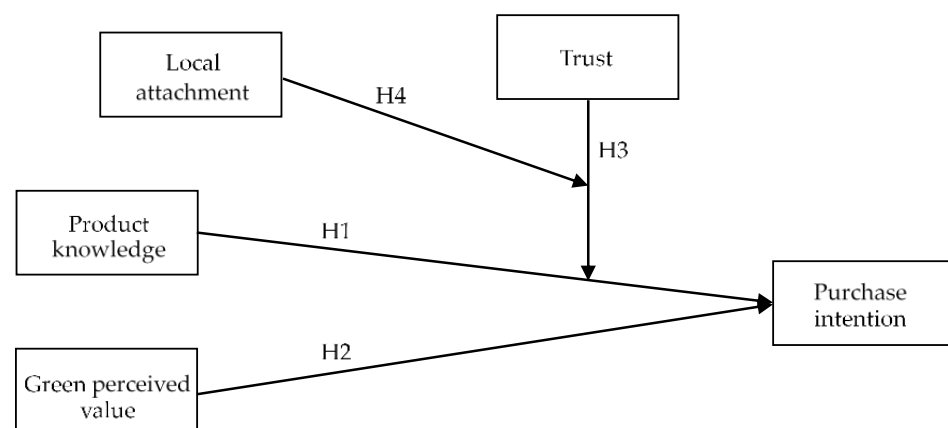 Local
attachment
Trust
H4
H3
Product
knowledge
H1
Purchase
intention
H2
Green perceived
value